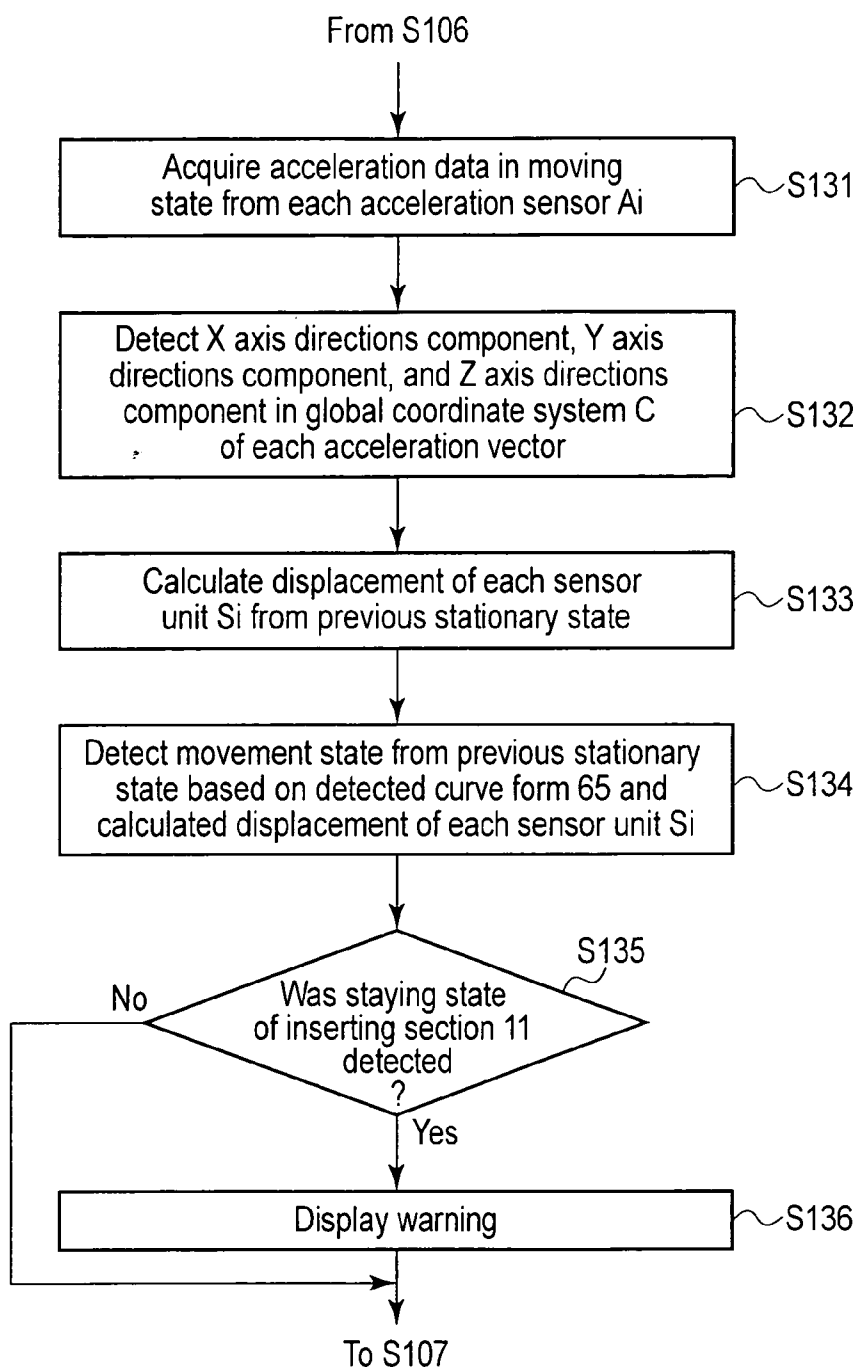 From S106
Acquire acceleration data in moving
state from each acceleration sensor Ai
S131
Detect X axis directions component, Y axis
directions component, and Z axis directions
component in global coordinate system C
of each acceleration vector
S132
Calculate displacement of each sensor
unit Si from previous stationary state
S133
Detect movement state from previous stationary
state based on detected curve form 65 and
calculated displacement of each sensor unit Si
S134
S135
No
Was staying state
of inserting section 11
detected
?
Yes
Display warning
S136
To S107